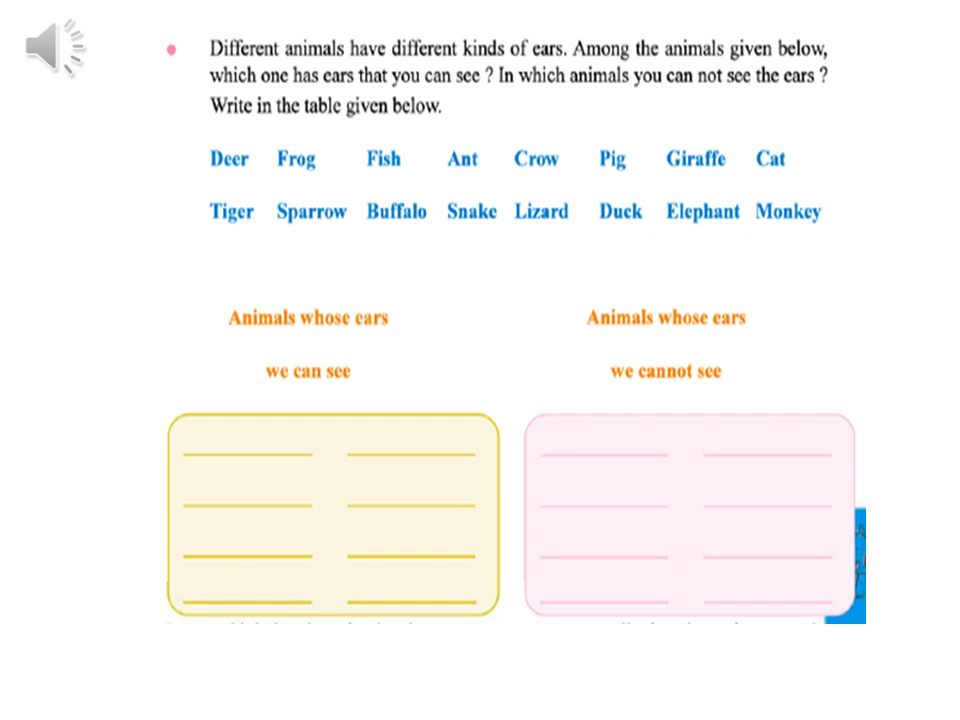 Different animals have different kinds of ears. Among the animals given below,
which one has ears that you can see ? In which animals you can not see the ears ?
Write in the table given below.
Deer Frog Fish Ant Crow Pig Giraffe Cat
Tiger Sparrow Buffalo Snake Lizard Duck Elephant Monkey
Animals whose ears Animals whose ears
we can see we cannot see